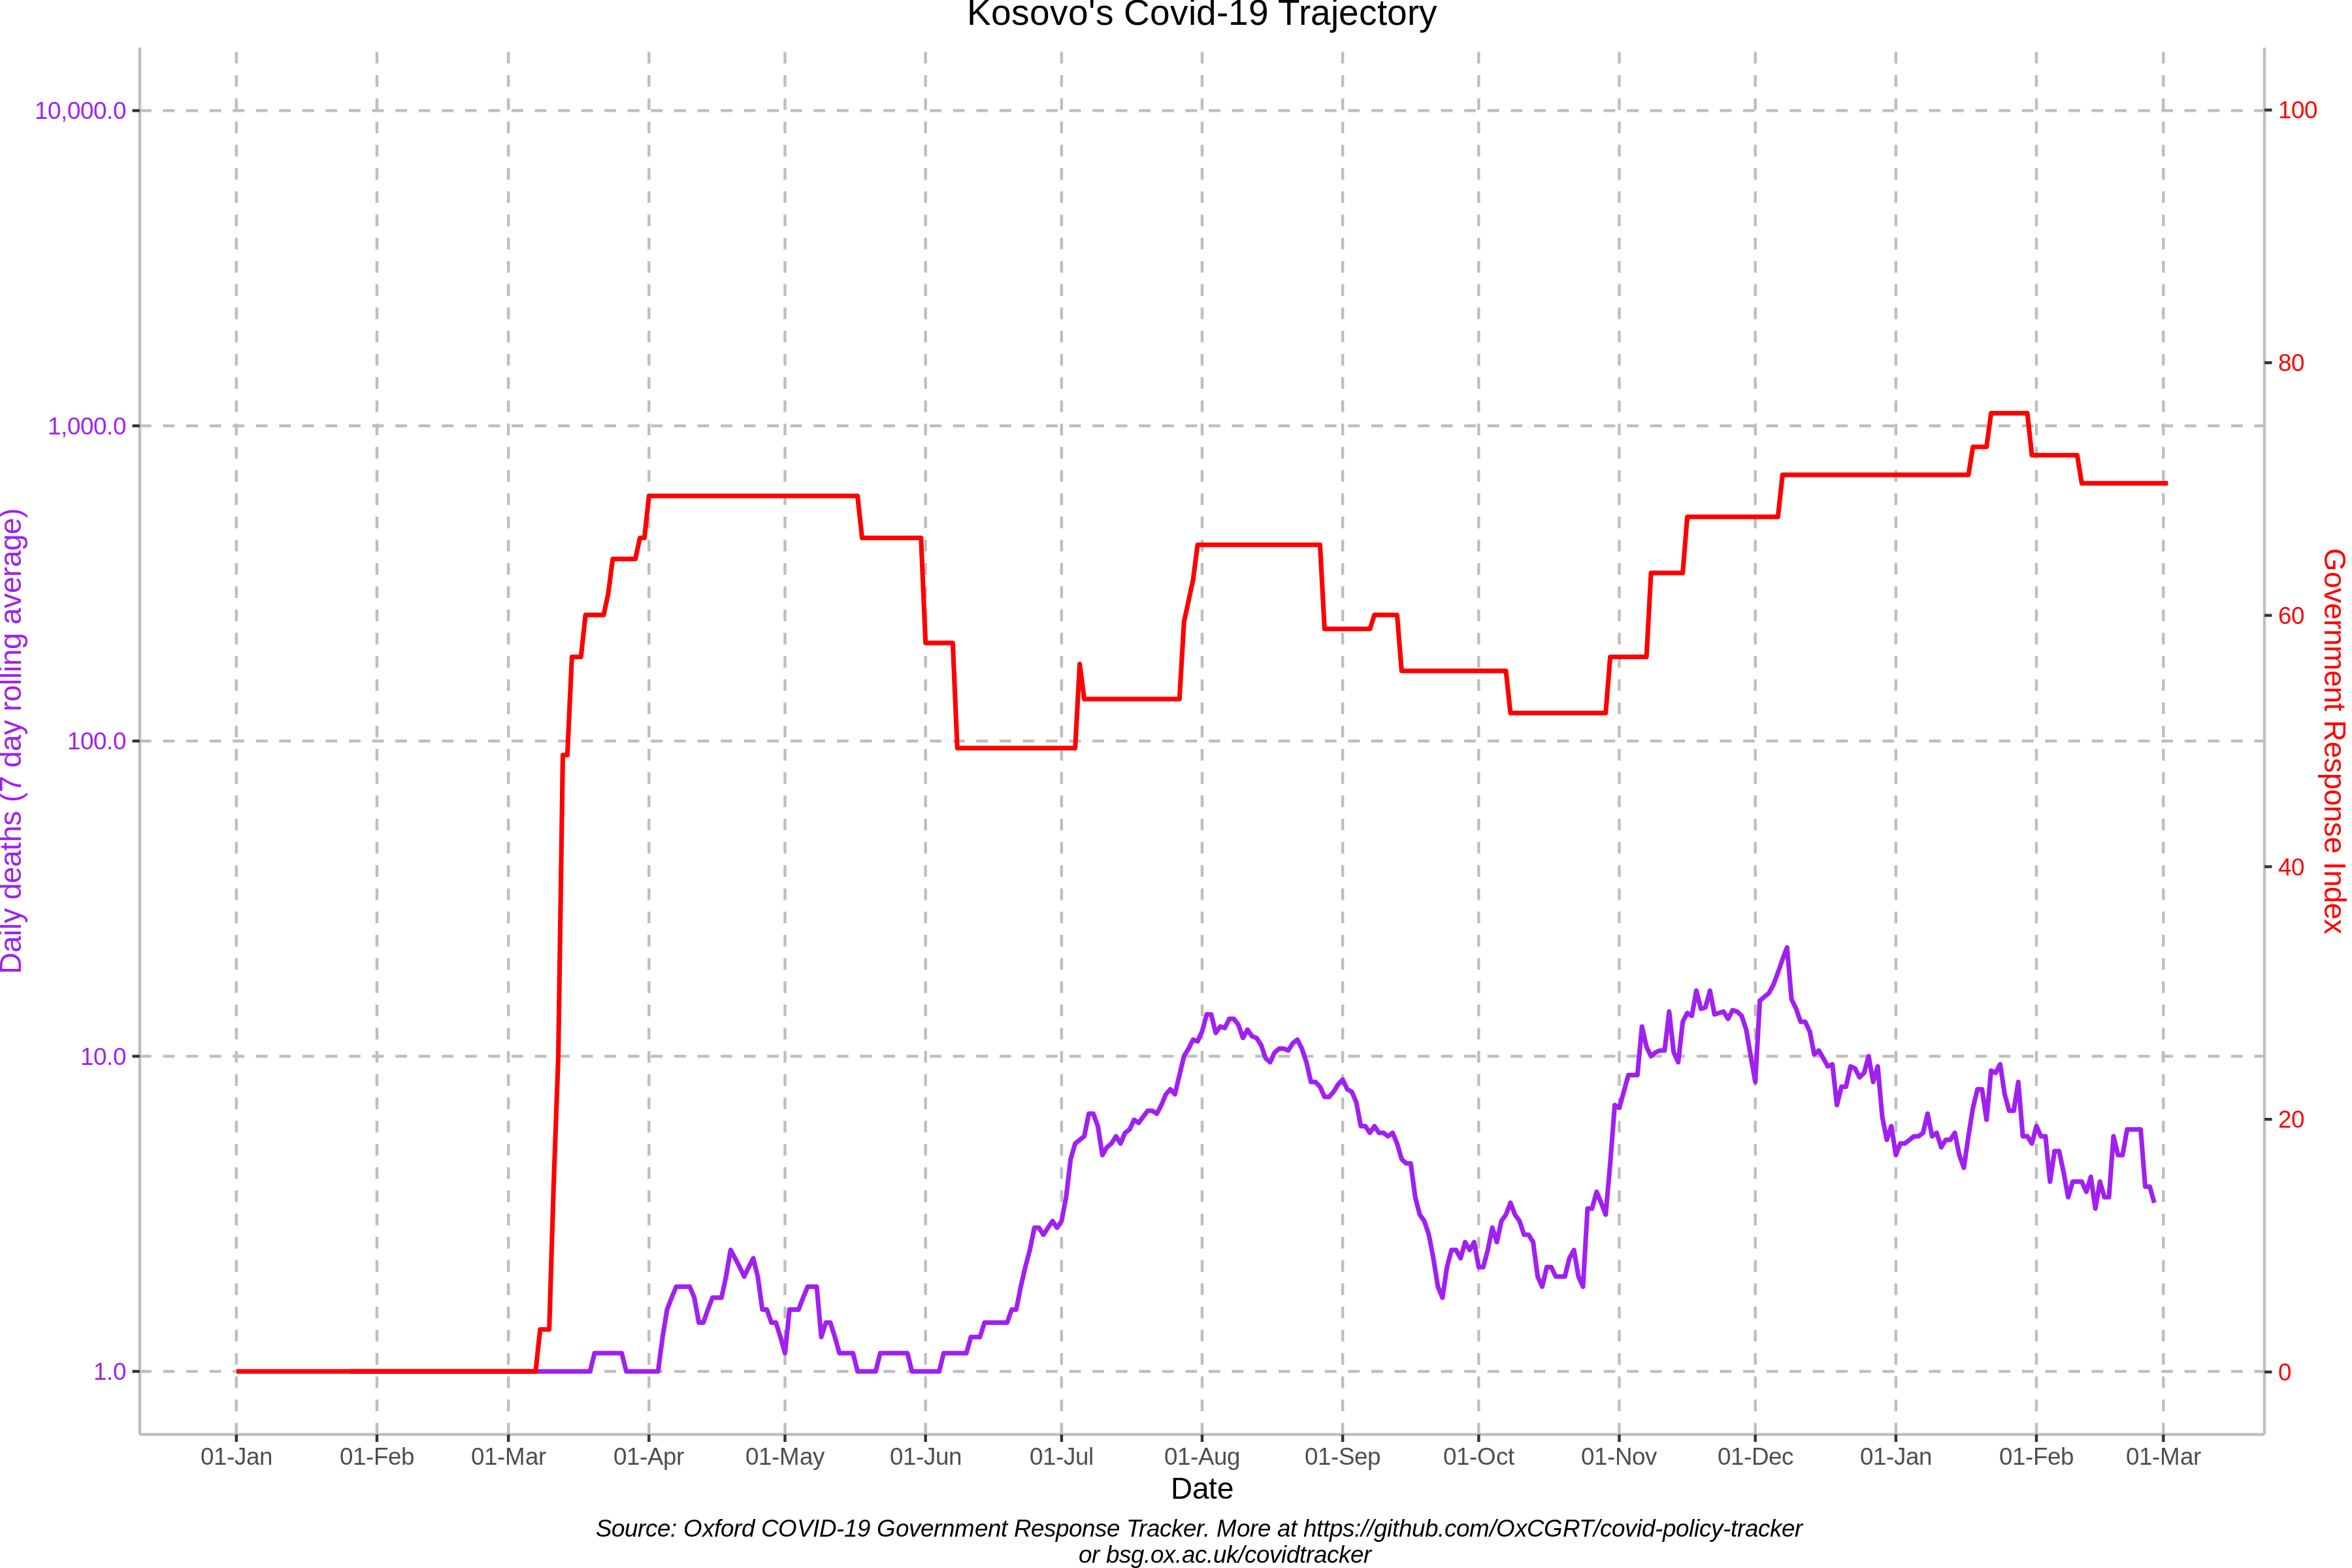 Kosovo's Covid-19 Trajectory
10,000.0
1,000.0
100.0
10.0
1.0
Daily deaths (7 day rolling average)
100
80
60
40
20
0
Government Response Index
01-Jan 01-Feb 01-Mar 01-Apr 01-May 01-Jun 01-Jul 01-Aug 01-Sep 01-Oct 01-Nov 01-Dec 01-Jan 01-Feb 01-Mar
Date
Source: Oxford COVID-19 Government Response Tracker. More at https://github.com/OxCGRT/covid-policy-tracker
or bsg.ox.ac.uk/covidtracker